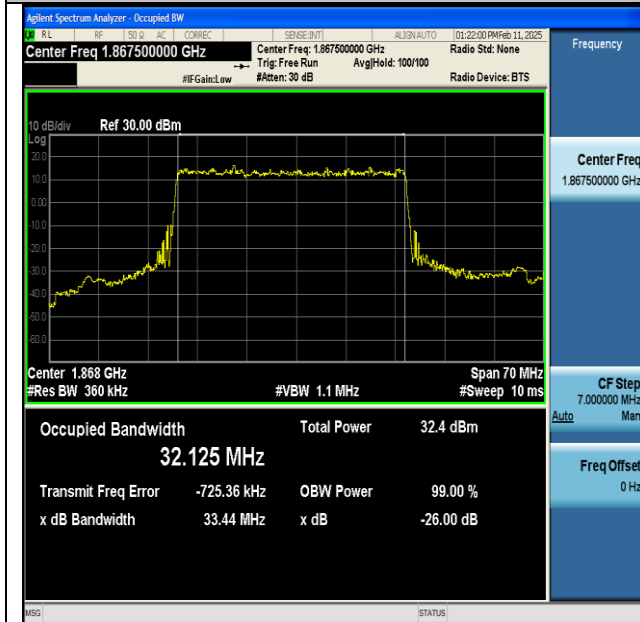 Agilent Spectrum Analyzer - Occupied BW
RL RF 50 Ω AC CORREC SENSE:INT ALIGN AUTO 01:22:00 PM Feb 11, 2025
Center Freq 1.867500000 GHz
Center Freq: 1.867500000 GHz
Radio Std: None
Trig: Free Run Avg|Hold: 100/100
#IFGain:Low #Atten: 30 dB Radio Device: BTS
10 dB/div Ref 30.00 dBm
Log
20.0
10.0
0.00
-10.0
-20.0
-30.0
-40.0
-50.0
-60.0
Center 1.868 GHz Span 70 MHz
#Res BW 360 kHz #VBW 1.1 MHz #Sweep 10 ms
Occupied Bandwidth Total Power 32.4 dBm
32.125 MHz
Transmit Freq Error -725.36 kHz OBW Power 99.00 %
x dB Bandwidth 33.44 MHz x dB -26.00 dB
MSG STATUS
Frequency
Center Freq
1.867500000 GHz
CF Step
7.000000 MHz
Auto Man
Freq Offset
0 Hz